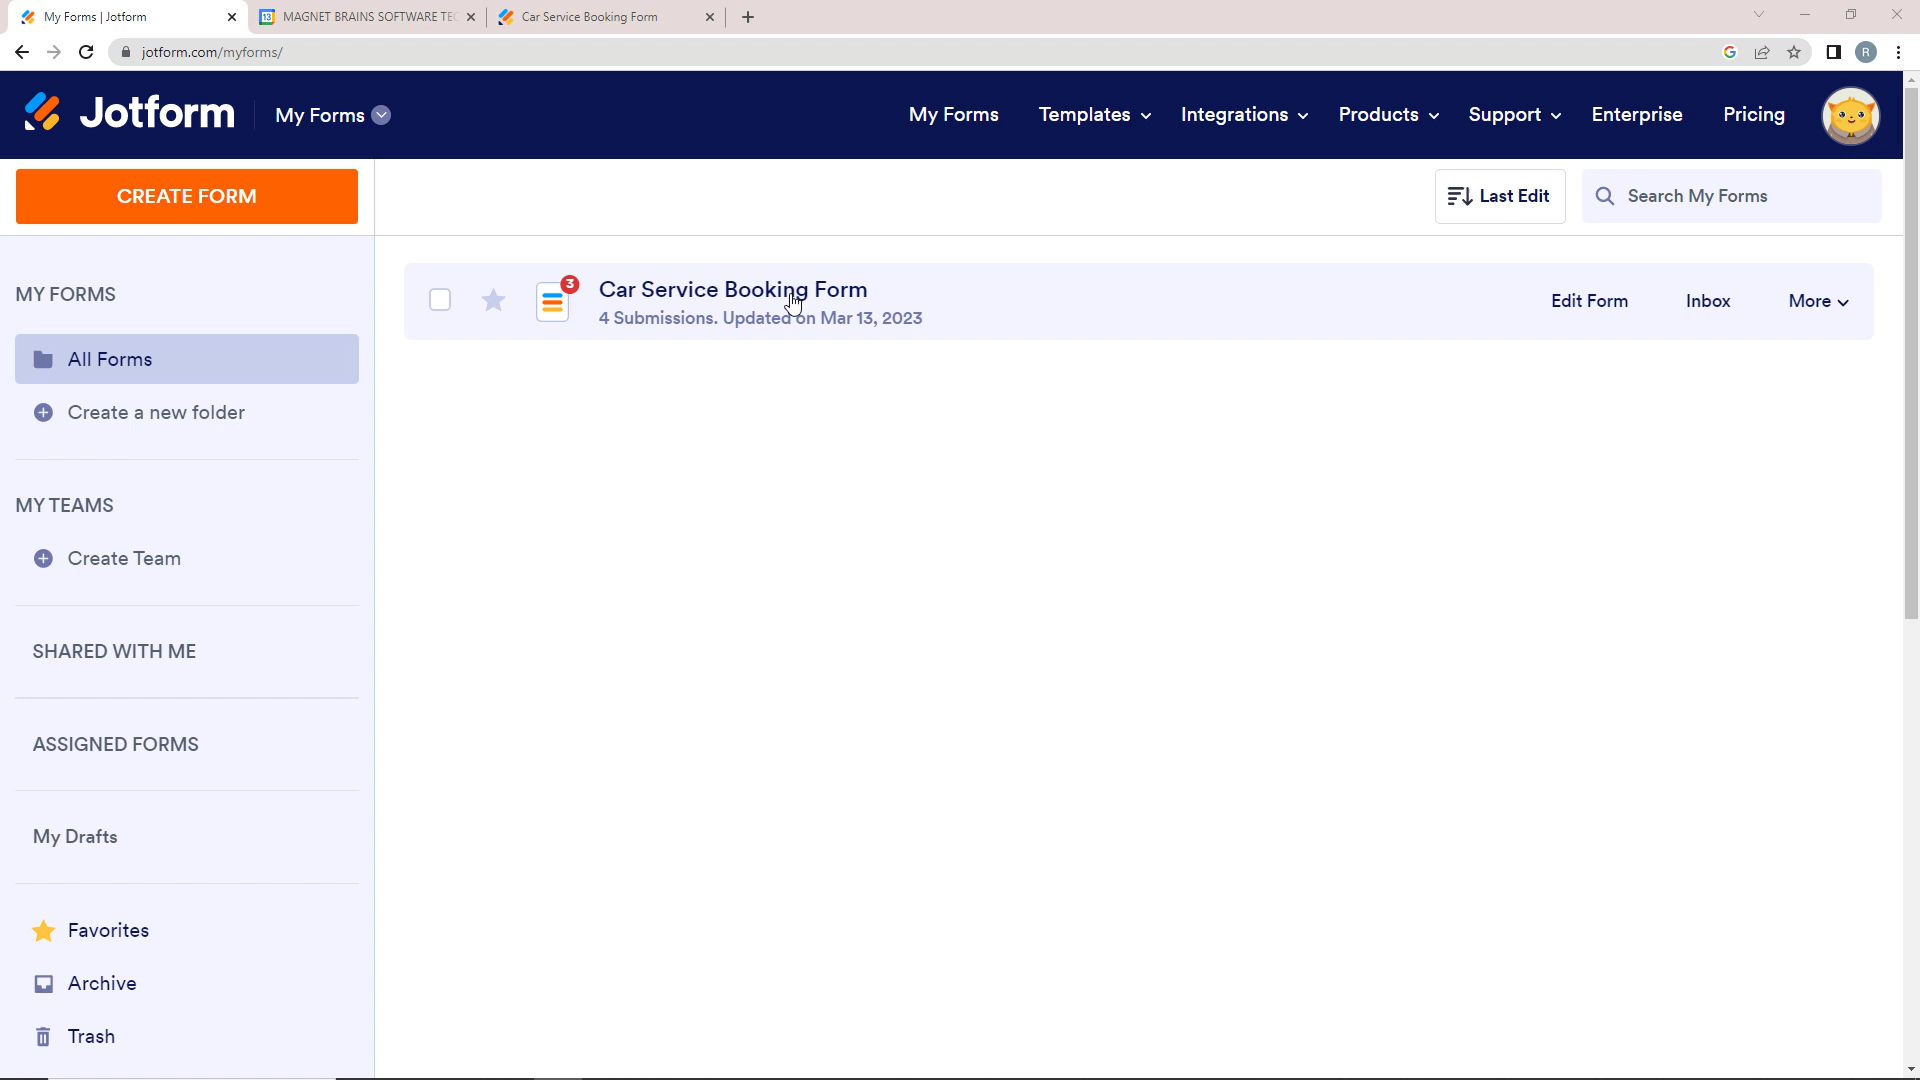 My Forms | Jotform
13 MAGNET BRAINS SOFTWARE TEC
Car Service Booking Form
jotform.com/myforms/
R
Jotform
My Forms
My Forms
Templates
Integrations
Products
Support
Enterprise
Pricing
CREATE FORM
Last Edit
Search My Forms
MY FORMS
All Forms
Create a new folder
MY TEAMS
Create Team
SHARED WITH ME
ASSIGNED FORMS
My Drafts
Favorites
Archive
Trash
3
Car Service Booking Form
4 Submissions. Updated on Mar 13, 2023
Edit Form
Inbox
More